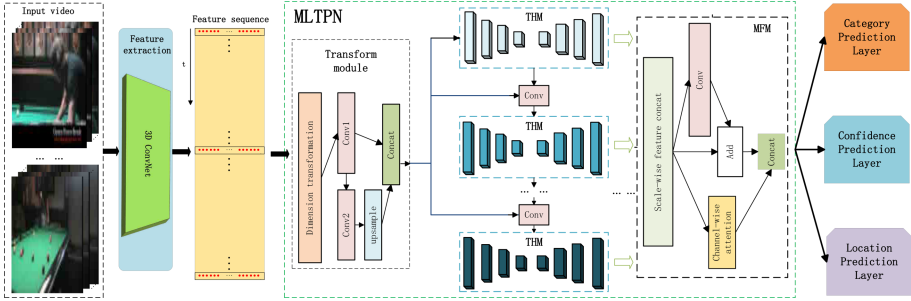 Input video
... ...
Feature
extraction
3D ConvNet
Feature sequence
t
MLTPN
Transform
module
Dimension transformation
Conv1
Conv2
upsample
Concat
THM
Conv
THM
... ...
Conv
THM
... ...
MFM
Scale-wise feature concat
Conv
Add
Channel-wise
attention
Concat
Category
Prediction
Layer
Confidence
Prediction
Layer
Location
Prediction
Layer